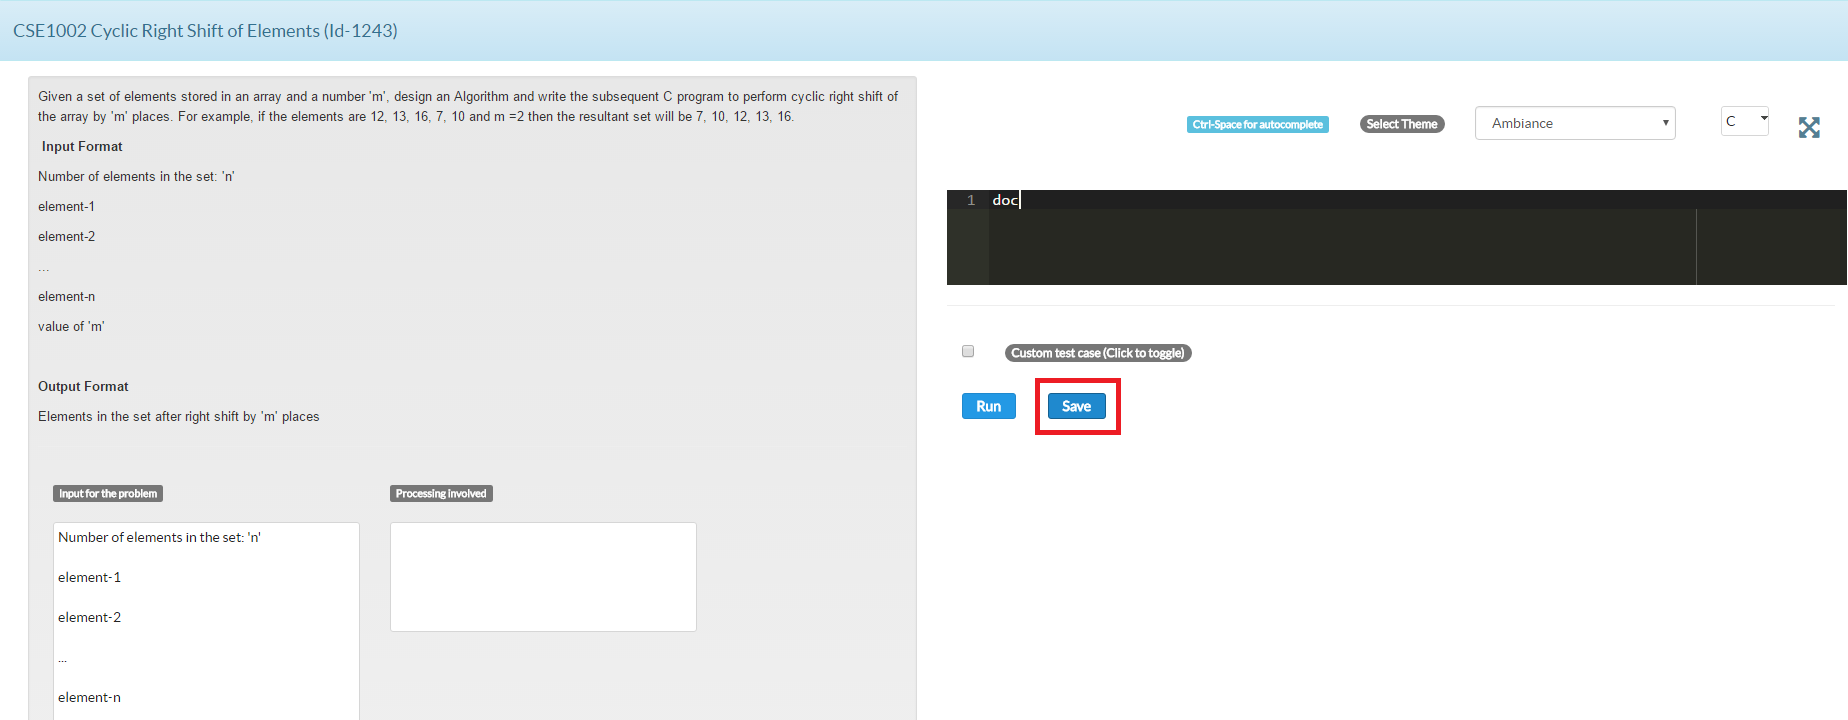 CSE1002 Cyclic Right Shift of Elements (Id-1243)
Given a set of elements stored in an array and a number 'm', design an Algorithm and write the subsequent C program to perform cyclic right shift of
the array by 'm' places. For example, if the elements are 12, 13, 16, 7, 10 and m =2 then the resultant set will be 7, 10, 12, 13, 16.
Input Format
Number of elements in the set: 'n'
element-1
element-2
...
element-n
value of 'm'
Output Format
Elements in the set after right shift by 'm' places
Input for the problem
Processing involved
Number of elements in the set: 'n'
element-1
element-2
...
element-n
Ctrl-Space for autocomplete
Select Theme
Ambiance
C
1 doc
Custom test case (Click to toggle)
Run
Save